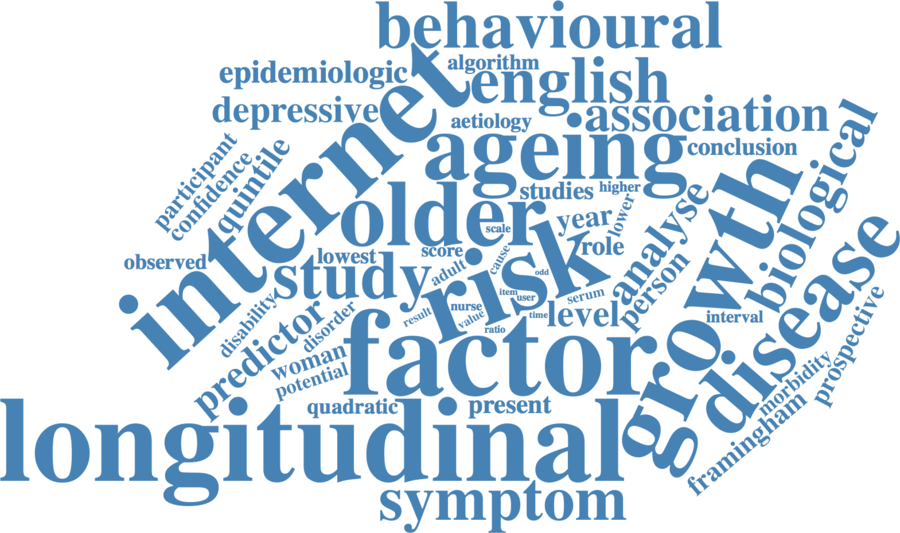 behavioural
algorithm
epidemiologic
english
depressive
association
aetiology
internet
ageing
conclusion
participant
confidence
quintile
studies
higher
older
scale
year
lower
biological
growth
analyse
role
observed
lowest
score
cause
odd
risk
study
adult
person
disease
item
user
serum
disability
disorder
predictor
result
nurse
value
time
ratio
level
interval
prospective
woman
potential
factor
morbidity
framingham
quadratic
present
longitudinal
symptom